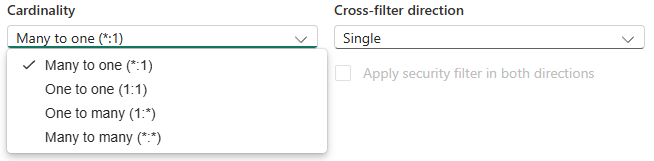 Cardinality
Cross-filter direction
Many to one (*:1)
Single
Many to one (*:1)
One to one (1:1)
One to many (1:*)
Many to many (*:*)
Apply security filter in both directions